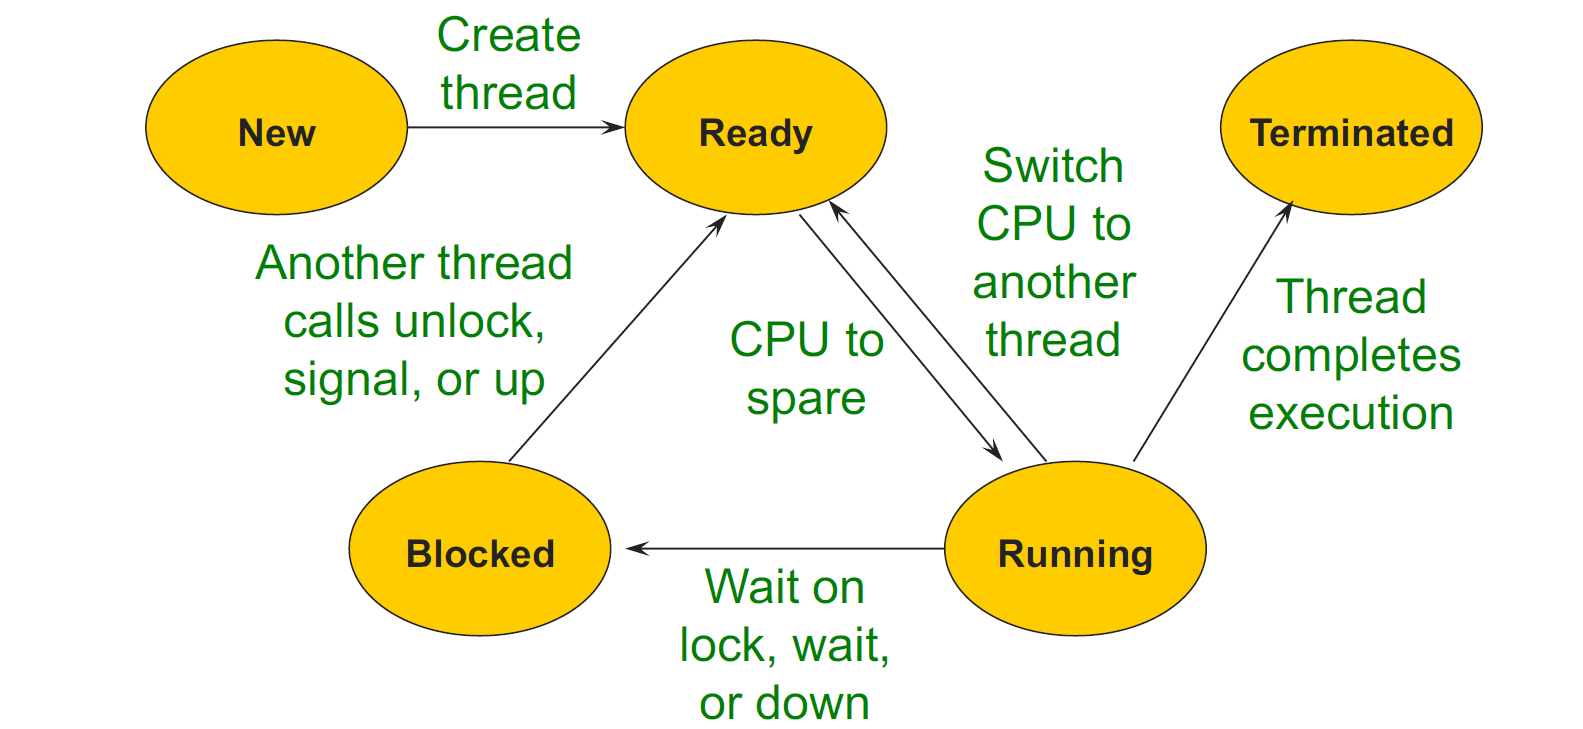 Create
thread
New
Ready
Terminated
Switch
CPU to
another
thread
Another thread
calls unlock,
signal, or up
CPU to
spare
Thread
completes
execution
Blocked
Running
Wait on
lock, wait,
or down